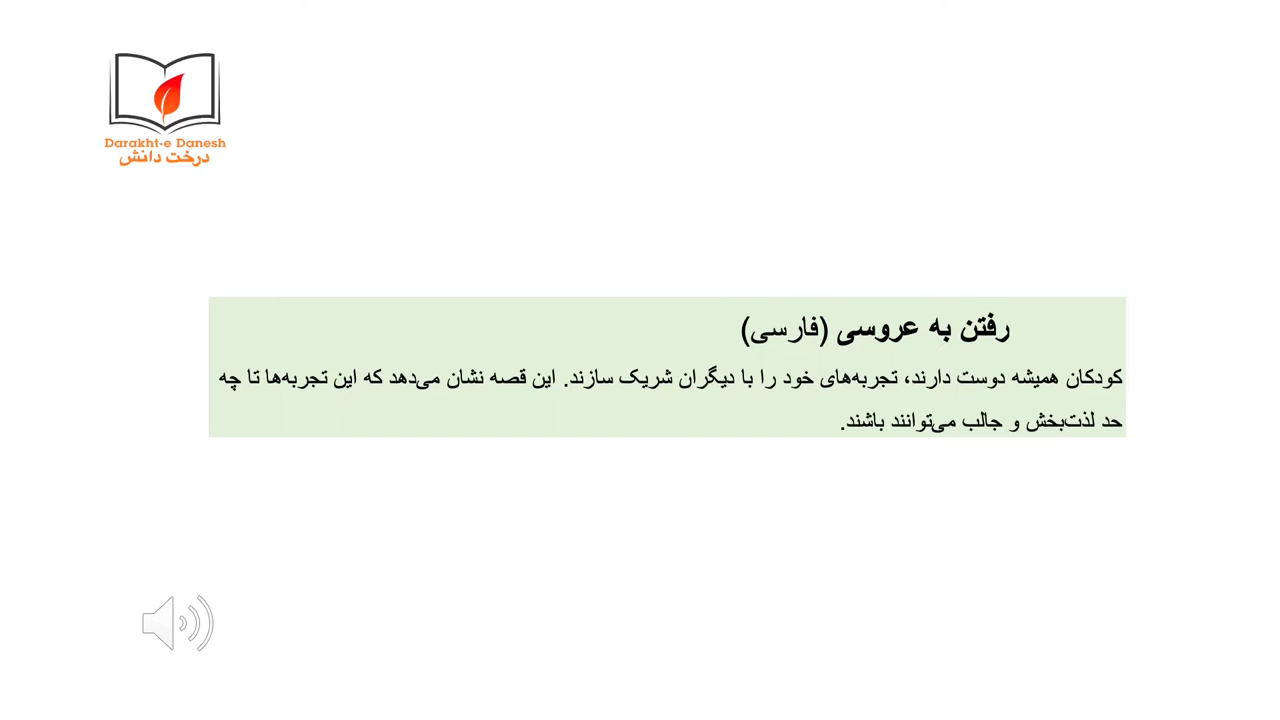 Darakht-e Danesh
درخت دانش
رفتن به عروسی (فارسی)
کودکان همیشه دوست دارند، تجربه‌های خود را با دیگران شریک سازند. این قصه نشان می‌دهد که این تجربه‌ها تا چه
حد لذت‌بخش و جالب می‌توانند باشند.